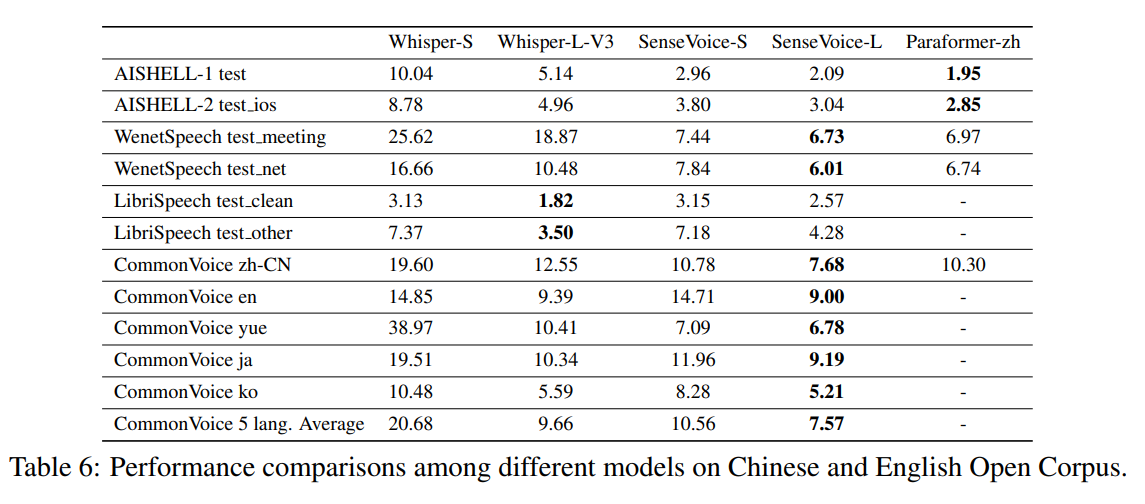 Whisper-S Whisper-L-V3 SenseVoice-S SenseVoice-L Paraformer-zh
AISHELL-1 test 10.04 5.14 2.96 2.09 1.95
AISHELL-2 test_ios 8.78 4.96 3.80 3.04 2.85
WenetSpeech test_meeting 25.62 18.87 7.44 6.73 6.97
WenetSpeech test_net 16.66 10.48 7.84 6.01 6.74
LibriSpeech test_clean 3.13 1.82 3.15 2.57 -
LibriSpeech test_other 7.37 3.50 7.18 4.28 -
CommonVoice zh-CN 19.60 12.55 10.78 7.68 10.30
CommonVoice en 14.85 9.39 14.71 9.00 -
CommonVoice yue 38.97 10.41 7.09 6.78 -
CommonVoice ja 19.51 10.34 11.96 9.19 -
CommonVoice ko 10.48 5.59 8.28 5.21 -
CommonVoice 5 lang. Average 20.68 9.66 10.56 7.57 -
Table 6: Performance comparisons among different models on Chinese and English Open Corpus.